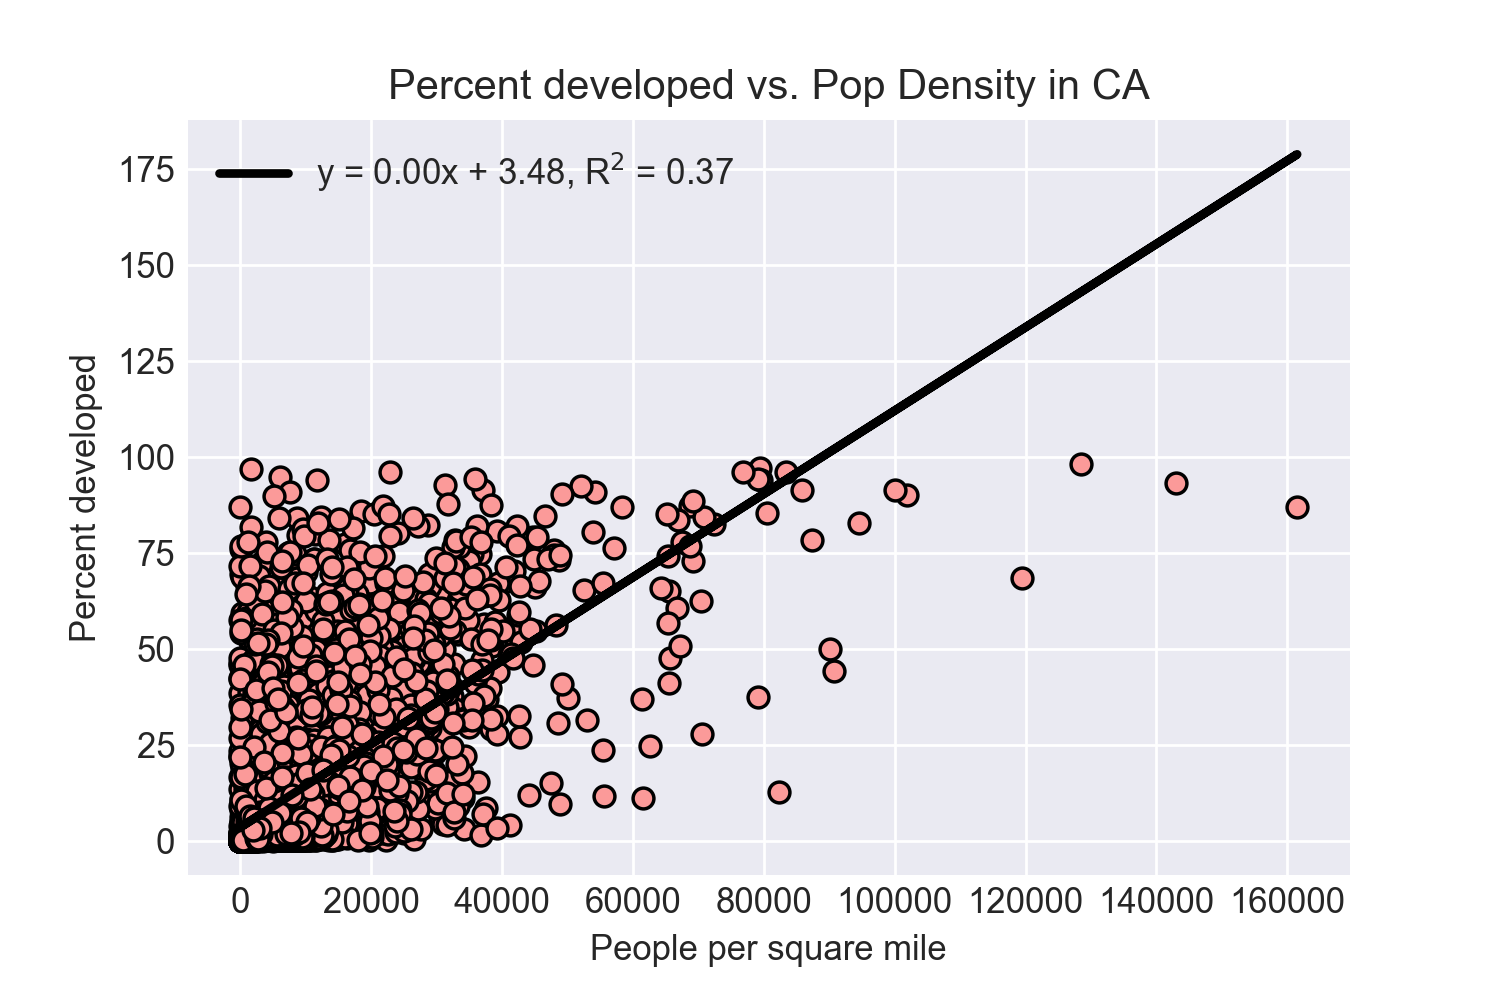 Percent developed vs. Pop Density in CA
y = 0.00x + 3.48, R² = 0.37
Percent developed
175
150
125
100
75
50
25
0
0 20000 40000 60000 80000 100000 120000 140000 160000
People per square mile